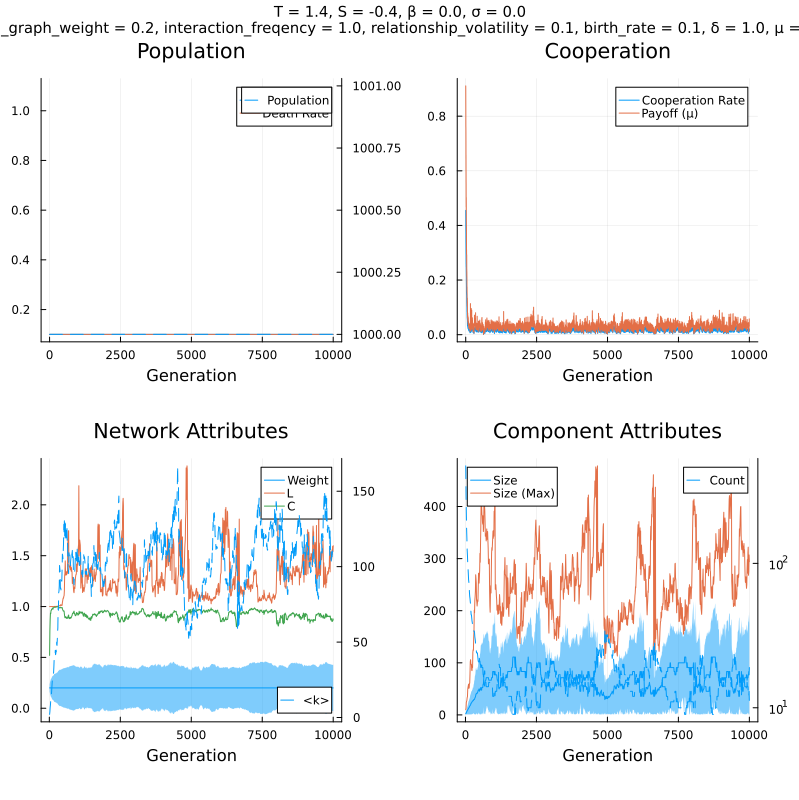 T = 1.4, S = -0.4, β = 0.0, σ = 0.0
_graph_weight = 0.2, interaction_freqency = 1.0, relationship_volatility = 0.1, birth_rate = 0.1, δ = 1.0, μ =
Population
Cooperation
Population
Death Rate
Cooperation Rate
Payoff (μ)
1.0
0.8
0.6
0.4
0.2
1001.00
1000.75
1000.50
1000.25
1000.00
0.8
0.6
0.4
0.2
0.0
0 2500 5000 7500 10000
0 2500 5000 7500 10000
Generation
Generation
Network Attributes
Component Attributes
Weight
L
C
<k>
Size
Size (Max)
Count
2.0
1.5
1.0
0.5
0.0
150
100
50
0
400
300
200
100
0
10²
10¹
0 2500 5000 7500 10000
0 2500 5000 7500 10000
Generation
Generation